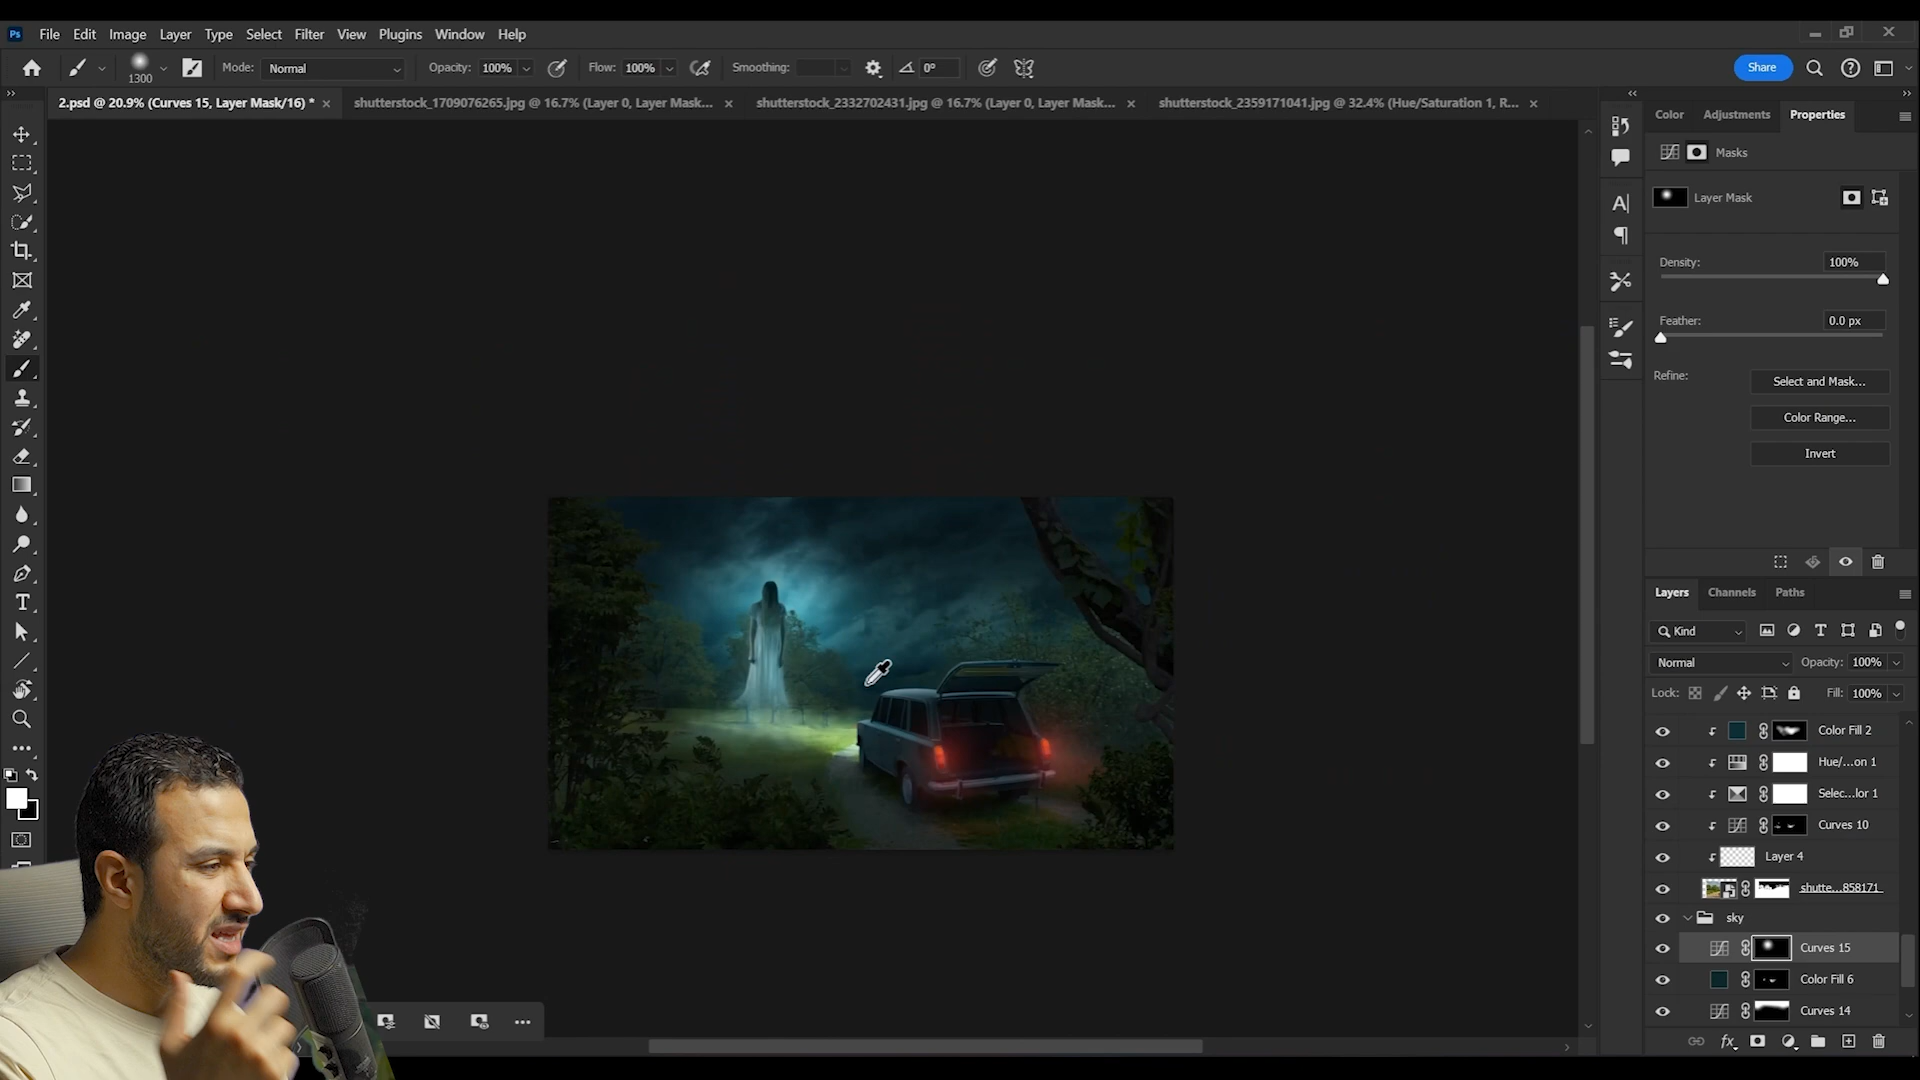 Ps File Edit Image Layer Type Select Filter View Plugins Window Help
1300 Mode: Normal Opacity: 100% Flow: 100% Smoothing: 0° Share
2.psd @ 20.9% (Curves 15, Layer Mask/16) * × shutterstock_1709076265.jpg @ 16.7% (Layer 0, Layer Mask... × shutterstock_2332702431.jpg @ 16.7% (Layer 0, Layer Mask... × shutterstock_2359171041.jpg @ 32.4% (Hue/Saturation 1, R... ×
Color Adjustments Properties
Masks
Layer Mask
Density: 100%
Feather: 0.0 px
Refine: Select and Mask...
Color Range...
Invert
Layers Channels Paths
Kind
Normal Opacity: 100%
Lock: Fill: 100%
Color Fill 2
Hue/...on 1
Selec...lor 1
Curves 10
Layer 4
shutte...858171
sky
Curves 15
Color Fill 6
Curves 14
fx